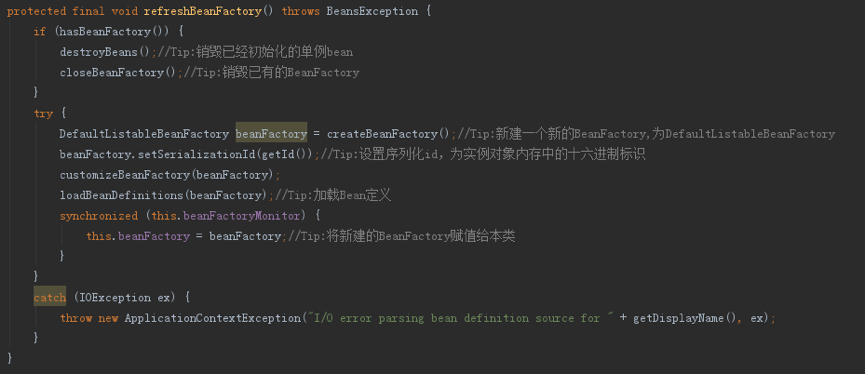 protected final void refreshBeanFactory() throws BeansException {
if (hasBeanFactory()) {
destroyBeans();//Tip:销毁已经初始化的单例bean
closeBeanFactory();//Tip:销毁已有的BeanFactory
}
try {
DefaultListableBeanFactory beanFactory = createBeanFactory();//Tip:新建一个新的BeanFactory,为DefaultListableBeanFactory
beanFactory.setSerializationId(getId());//Tip:设置序列化id，为实例对象内存中的十六进制标识
customizeBeanFactory(beanFactory);
loadBeanDefinitions(beanFactory);//Tip:加载Bean定义
synchronized (this.beanFactoryMonitor) {
this.beanFactory = beanFactory;//Tip:将新建的BeanFactory赋值给本类
}
}
catch (IOException ex) {
throw new ApplicationContextException("I/O error parsing bean definition source for " + getDisplayName(), ex);
}
}